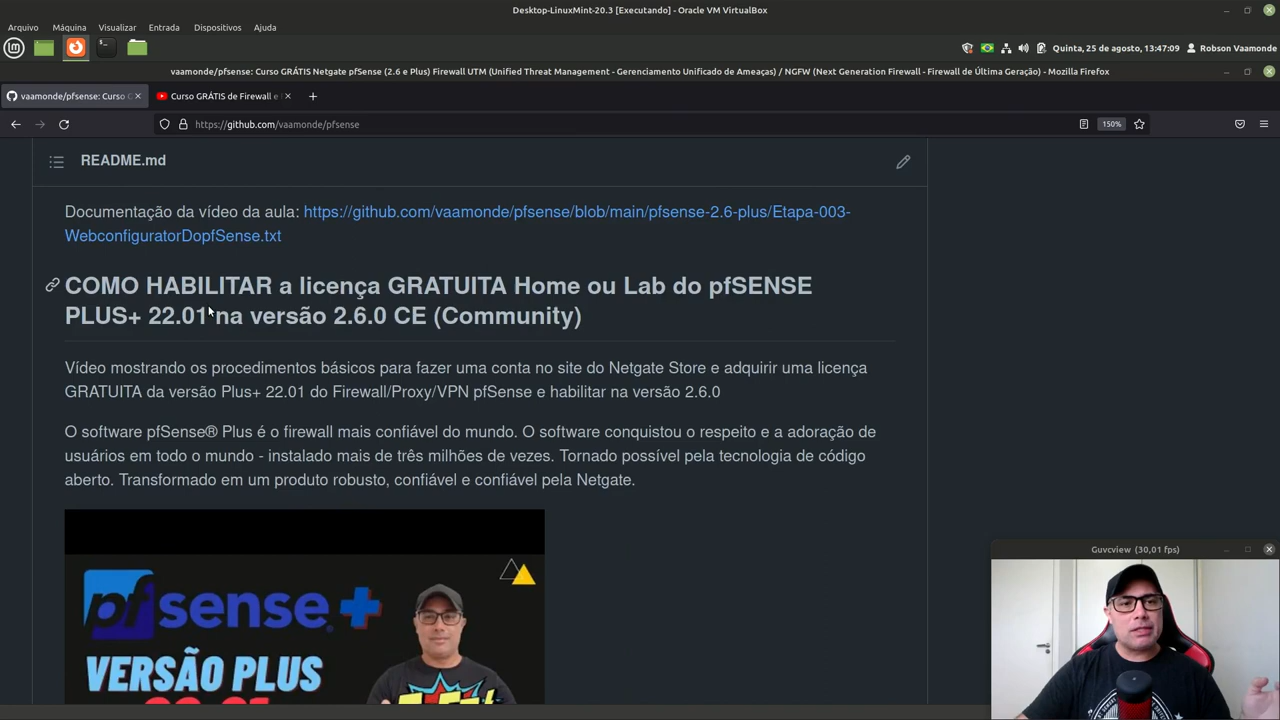 Desktop-LinuxMint-20.3 [Executando] - Oracle VM VirtualBox
Arquivo Máquina Visualizar Entrada Dispositivos Ajuda
Quinta, 25 de agosto, 13:47:09 Robson Vaamonde
vaamonde/pfsense: Curso GRÁTIS Netgate pfSense (2.6 e Plus) Firewall UTM (Unified Threat Management - Gerenciamento Unificado de Ameaças) / NGFW (Next Generation Firewall - Firewall de Última Geração) - Mozilla Firefox
vaamonde/pfsense: Curso G Curso GRÁTIS de Firewall e
https://github.com/vaamonde/pfsense 150%
README.md
Documentação da vídeo da aula: https://github.com/vaamonde/pfsense/blob/main/pfsense-2.6-plus/Etapa-003-
WebconfiguratorDopfSense.txt
COMO HABILITAR a licença GRATUITA Home ou Lab do pfSENSE
PLUS+ 22.01 na versão 2.6.0 CE (Community)
Vídeo mostrando os procedimentos básicos para fazer uma conta no site do Netgate Store e adquirir uma licença
GRATUITA da versão Plus+ 22.01 do Firewall/Proxy/VPN pfSense e habilitar na versão 2.6.0
O software pfSense® Plus é o firewall mais confiável do mundo. O software conquistou o respeito e a adoração de
usuários em todo o mundo - instalado mais de três milhões de vezes. Tornado possível pela tecnologia de código
aberto. Transformado em um produto robusto, confiável e confiável pela Netgate.
pfsense+
VERSÃO PLUS
Guvcview (30,01 fps)